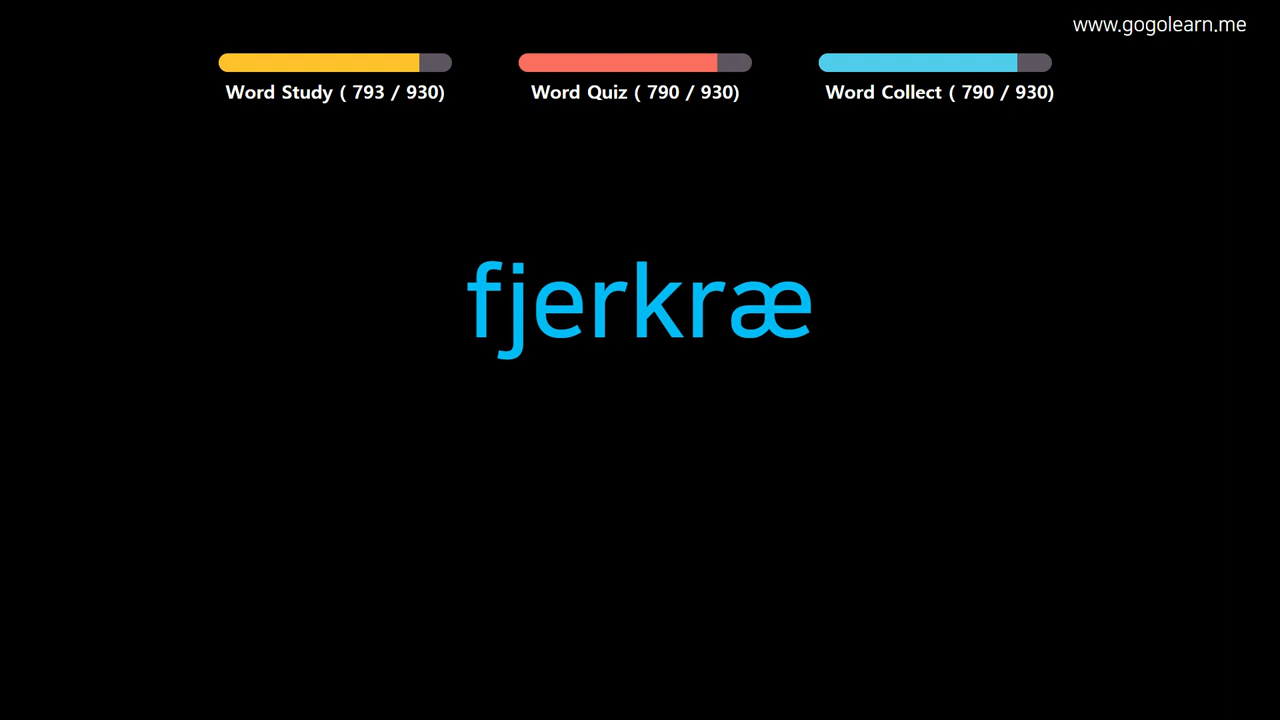 www.gogolearn.me
Word Study ( 793 / 930)
Word Quiz ( 790 / 930)
Word Collect ( 790 / 930)
fjerkræ